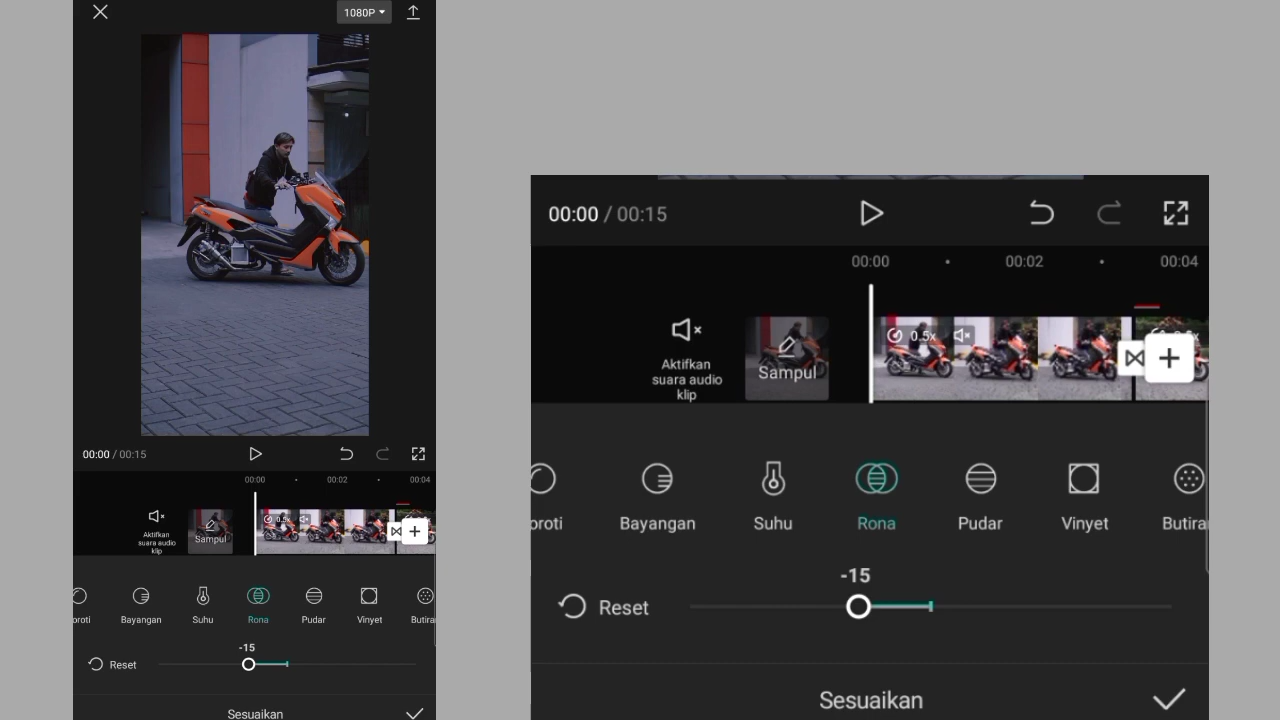 1080P
00:00 / 00:15
00:00
00:02
00:04
Aktifkan
suara audio
klip
Sampul
0.5x
oroti
Bayangan
Suhu
Rona
Pudar
Vinyet
Butira
-15
Reset
Sesuaikan
00:00 / 00:15
00:00
00:02
00:04
Aktifkan
suara audio
klip
Sampul
0.5x
oroti
Bayangan
Suhu
Rona
Pudar
Vinyet
Butira
-15
Reset
Sesuaikan